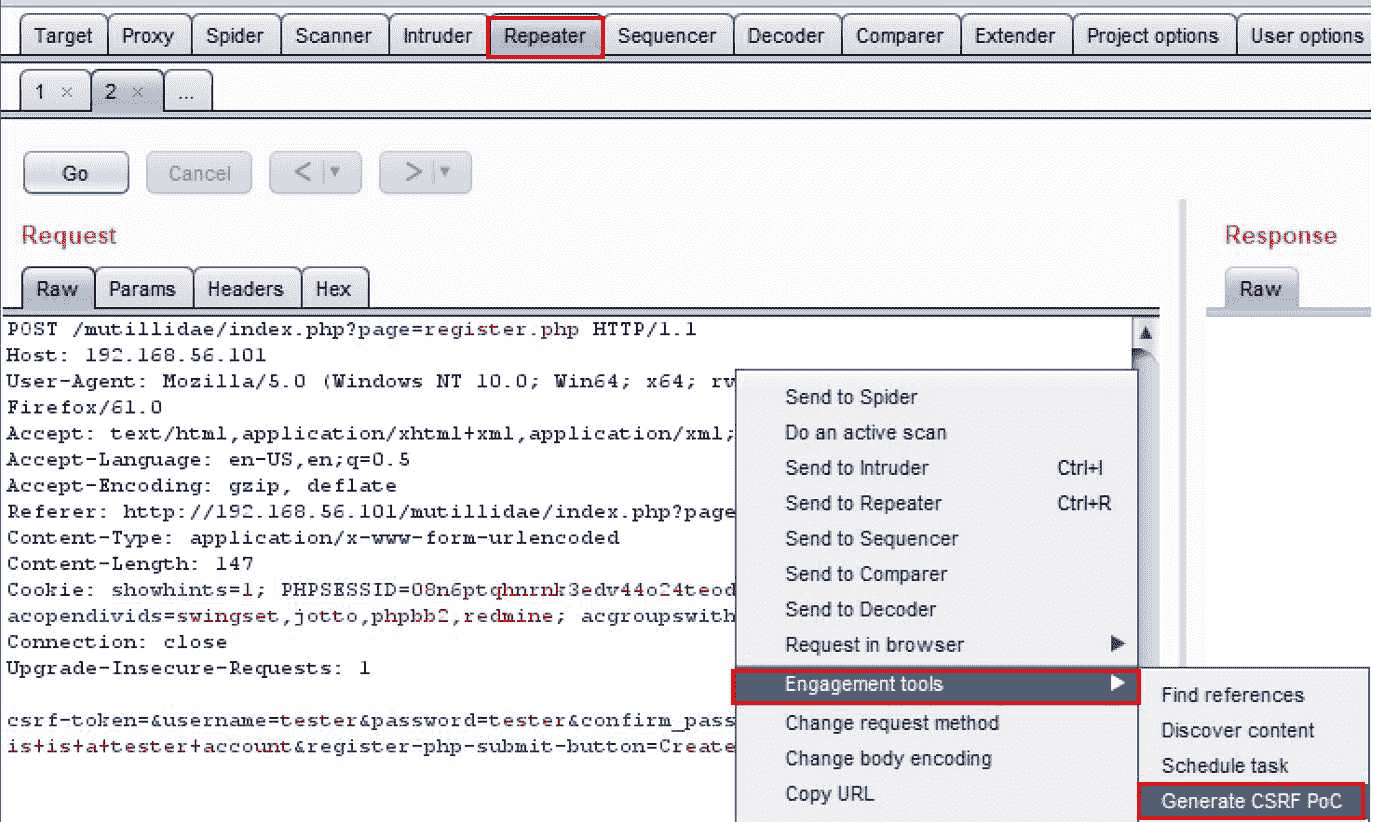 Target Proxy Spider Scanner Intruder Repeater Sequencer Decoder Comparer Extender Project options User options
1 × 2 × ...
Go Cancel < ▼ > ▼
Request
Response
Raw Params Headers Hex
Raw
POST /mutillidae/index.php?page=register.php HTTP/1.1
Host: 192.168.56.101
User-Agent: Mozilla/5.0 (Windows NT 10.0; Win64; x64; rv
Firefox/61.0
Accept: text/html,application/xhtml+xml,application/xml;
Accept-Language: en-US,en;q=0.5
Accept-Encoding: gzip, deflate
Referer: http://192.168.56.101/mutillidae/index.php?page
Content-Type: application/x-www-form-urlencoded
Content-Length: 147
Cookie: showhints=1; PHPSESSID=08n6ptqhnrnk3edv44o24teod
acopendivids=swingset,jotto,phpbb2,redmine; acgroupswith
Connection: close
Upgrade-Insecure-Requests: 1
csrf-token=&username=tester&password=tester&confirm_pass
is+is+a+tester+account&register-php-submit-button=Create
Send to Spider
Do an active scan
Send to Intruder Ctrl+I
Send to Repeater Ctrl+R
Send to Sequencer
Send to Comparer
Send to Decoder
Request in browser
Engagement tools
Change request method
Change body encoding
Copy URL
Find references
Discover content
Schedule task
Generate CSRF PoC